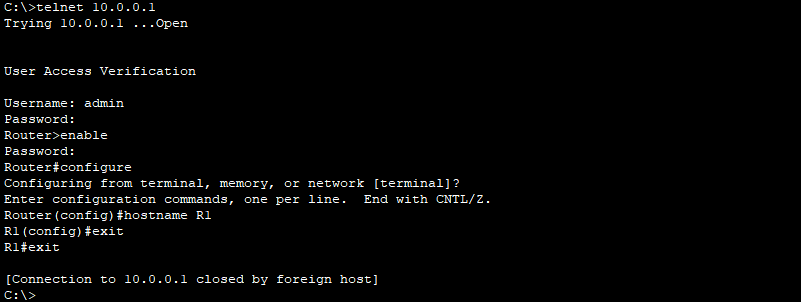 C:\>telnet 10.0.0.1
Trying 10.0.0.1 ...Open
User Access Verification
Username: admin
Password:
Router>enable
Password:
Router#configure
Configuring from terminal, memory, or network [terminal]?
Enter configuration commands, one per line.  End with CNTL/Z.
Router(config)#hostname R1
R1(config)#exit
R1#exit
[Connection to 10.0.0.1 closed by foreign host]
C:\>